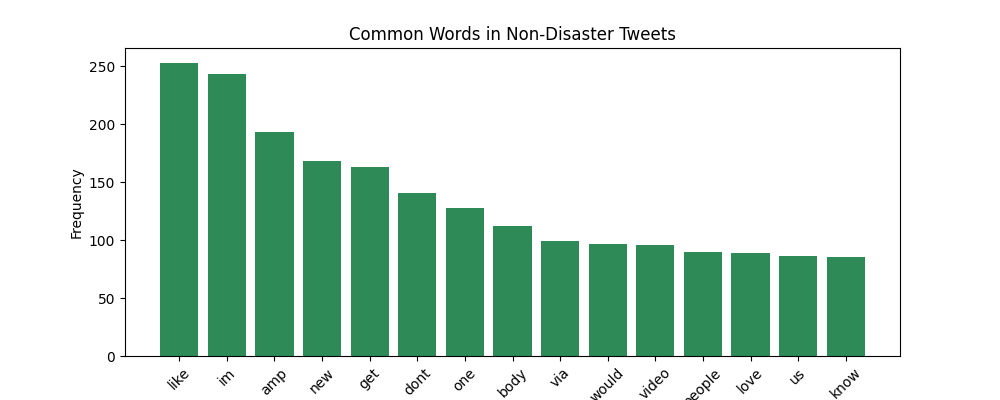 Common Words in Non-Disaster Tweets
Frequency
250
200
150
100
50
0
like
im
amp
new
get
dont
one
body
via
would
video
people
love
us
know